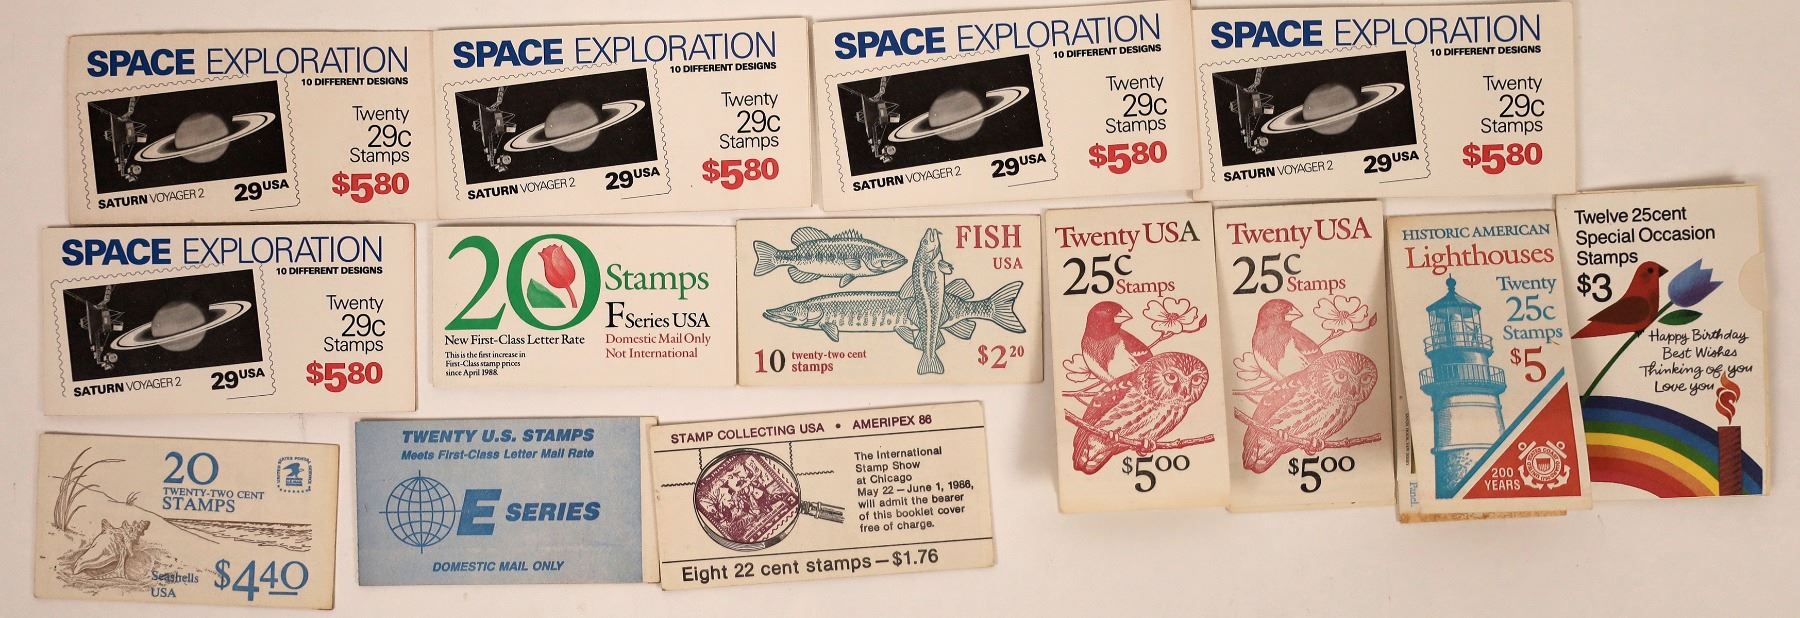 SPACE EXPLORATION
10 DIFFERENT DESIGNS
Twenty
29c
Stamps
$5.80
SATURN VOYAGER 2 29USA
SPACE EXPLORATION
10 DIFFERENT DESIGNS
Twenty
29c
Stamps
$5.80
SATURN VOYAGER 2 29USA
SPACE EXPLORATION
10 DIFFERENT DESIGNS
Twenty
29c
Stamps
$5.80
SATURN VOYAGER 2 29USA
SPACE EXPLORATION
10 DIFFERENT DESIGNS
Twenty
29c
Stamps
$5.80
SATURN VOYAGER 2 29USA
SPACE EXPLORATION
10 DIFFERENT DESIGNS
Twenty
29c
Stamps
$5.80
SATURN VOYAGER 2 29USA
20 Stamps
F Series USA
New First-Class Letter Rate
Domestic Mail Only
Not International
This is the first increase in
First-Class stamp prices
since April 1988.
FISH
USA
10 twenty-two cent
stamps
$2.20
Twenty USA
25c
Stamps
$5.00
Twenty USA
25c
Stamps
$5.00
HISTORIC AMERICAN
Lighthouses
Twenty
25c
Stamps
$5
200
YEARS
Twelve 25cent
Special Occasion
Stamps
$3
Happy Birthday
Best Wishes
Thinking of you
Love you
20
TWENTY-TWO CENT
STAMPS
Seashells
USA
$4.40
TWENTY U.S. STAMPS
Meets First-Class Letter Mail Rate
E SERIES
DOMESTIC MAIL ONLY
STAMP COLLECTING USA • AMERIPEX 86
The International
Stamp Show
at Chicago
May 22 – June 1, 1986,
will admit the bearer
of this booklet cover
free of charge.
Eight 22 cent stamps – $1.76